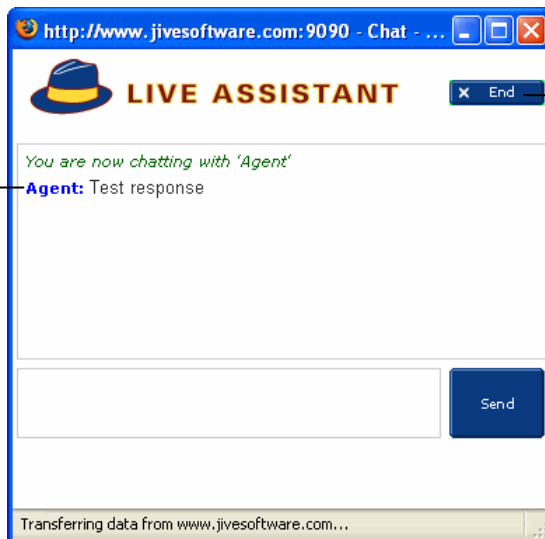 http://www.jivesoftware.com:9090 - Chat - ...
LIVE ASSISTANT
End
You are now chatting with 'Agent'
Agent: Test response
Send
Transferring data from www.jivesoftware.com...